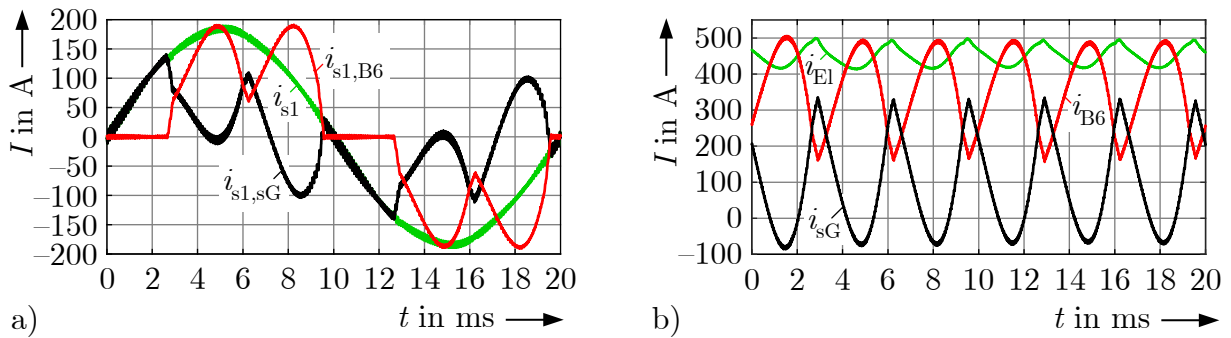 I in A
200
150
100
50
0
−50
−100
−150
−200
0 2 4 6 8 10 12 14 16 18 20
i_s1,B6
i_s1
i_s1,sG
t in ms
a)
I in A
500
400
300
200
100
0
−100
0 2 4 6 8 10 12 14 16 18 20
i_El
i_B6
i_sG
t in ms
b)